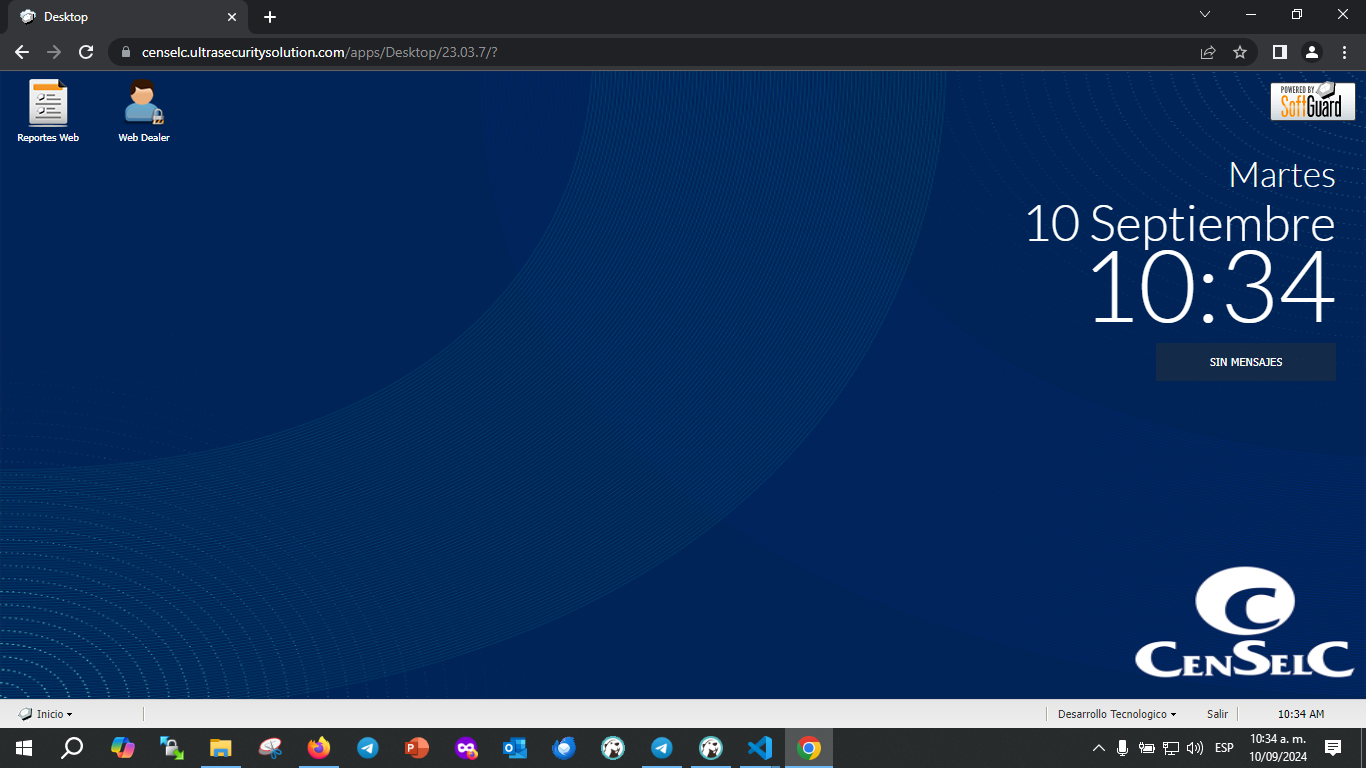 Desktop
censelc.ultrasecuritysolution.com/apps/Desktop/23.03.7/?
Reportes Web
Web Dealer
POWERED BY
SoftGuard
Martes
10 Septiembre
10:34
SIN MENSAJES
C
CENSELC
Inicio
Desarrollo Tecnologico
Salir
10:34 AM
ESP
10:34 a. m.
10/09/2024